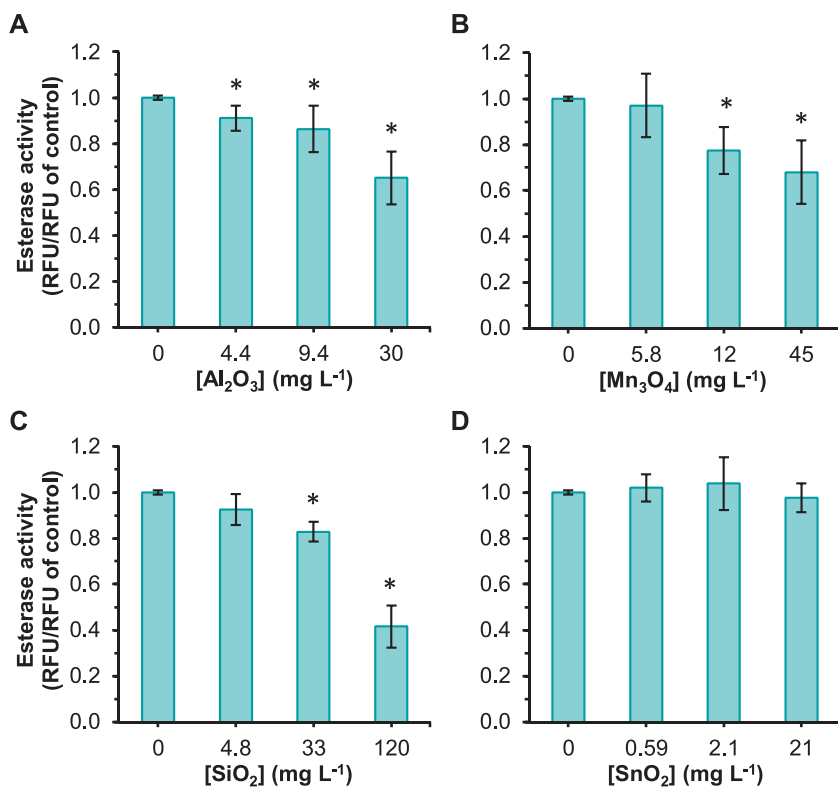 A
Esterase activity
(RFU/RFU of control)
1.2
1.0
0.8
0.6
0.4
0.2
0.0
*
*
*
0 4.4 9.4 30
[Al₂O₃] (mg L⁻¹)
B
1.2
1.0
0.8
0.6
0.4
0.2
0.0
*
*
0 5.8 12 45
[Mn₃O₄] (mg L⁻¹)
C
Esterase activity
(RFU/RFU of control)
1.2
1.0
0.8
0.6
0.4
0.2
0.0
*
*
0 4.8 33 120
[SiO₂] (mg L⁻¹)
D
1.2
1.0
0.8
0.6
0.4
0.2
0.0
0 0.59 2.1 21
[SnO₂] (mg L⁻¹)